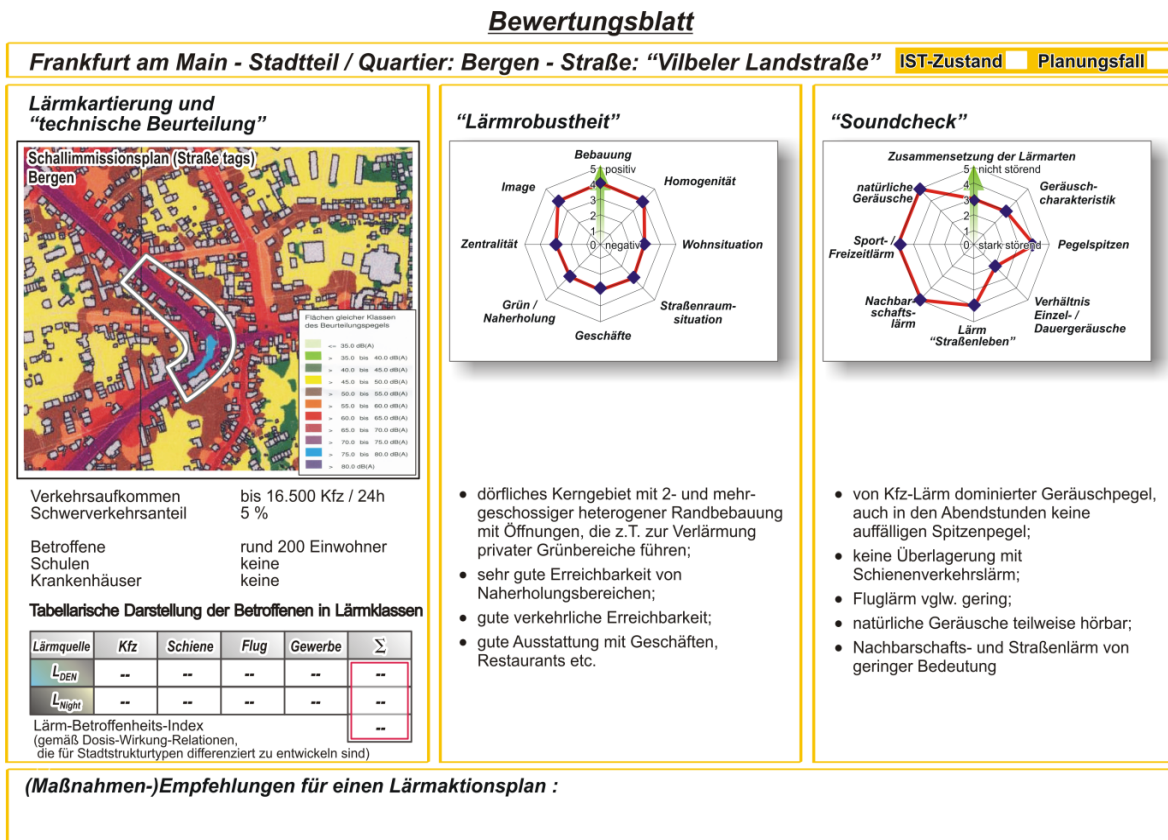 Bewertungsblatt
Frankfurt am Main - Stadtteil / Quartier: Bergen - Straße: “Vilbeler Landstraße”
IST-Zustand
Planungsfall
Lärmkartierung und
“technische Beurteilung”
Schallimmissionsplan (Straße tags)
Bergen
Flächen gleicher Klassen
des Beurteilungspegels
<= 35.0 dB(A)
> 35.0 bis 40.0 dB(A)
> 40.0 bis 45.0 dB(A)
> 45.0 bis 50.0 dB(A)
> 50.0 bis 55.0 dB(A)
> 55.0 bis 60.0 dB(A)
> 60.0 bis 65.0 dB(A)
> 65.0 bis 70.0 dB(A)
> 70.0 bis 75.0 dB(A)
> 75.0 bis 80.0 dB(A)
> 80.0 dB(A)
Verkehrsaufkommen bis 16.500 Kfz / 24h
Schwerverkehrsanteil 5 %
Betroffene rund 200 Einwohner
Schulen keine
Krankenhäuser keine
Tabellarische Darstellung der Betroffenen in Lärmklassen
Lärmquelle Kfz Schiene Flug Gewerbe Σ
LDEN -- -- -- -- --
LNight -- -- -- -- --
Lärm-Betroffenheits-Index --
(gemäß Dosis-Wirkung-Relationen,
die für Stadtstrukturtypen differenziert zu entwickeln sind)
“Lärmrobustheit”
Bebauung
5 positiv
4
3
2
1
0 negativ
Homogenität
Wohnsituation
Straßenraum-
situation
Geschäfte
Grün /
Naherholung
Zentralität
Image
• dörfliches Kerngebiet mit 2- und mehr-
geschossiger heterogener Randbebauung
mit Öffnungen, die z.T. zur Verlärmung
privater Grünbereiche führen;
• sehr gute Erreichbarkeit von
Naherholungsbereichen;
• gute verkehrliche Erreichbarkeit;
• gute Ausstattung mit Geschäften,
Restaurants etc.
“Soundcheck”
Zusammensetzung der Lärmarten
5 nicht störend
4
3
2
1
0 stark störend
Geräusch-
charakteristik
Pegelspitzen
Verhältnis
Einzel- /
Dauergeräusche
Lärm
“Straßenleben”
Nachbar-
schafts-
lärm
Sport- /
Freizeitlärm
natürliche
Geräusche
• von Kfz-Lärm dominierter Geräuschpegel,
auch in den Abendstunden keine
auffälligen Spitzenpegel;
• keine Überlagerung mit
Schienenverkehrslärm;
• Fluglärm vglw. gering;
• natürliche Geräusche teilweise hörbar;
• Nachbarschafts- und Straßenlärm von
geringer Bedeutung
(Maßnahmen-)Empfehlungen für einen Lärmaktionsplan :